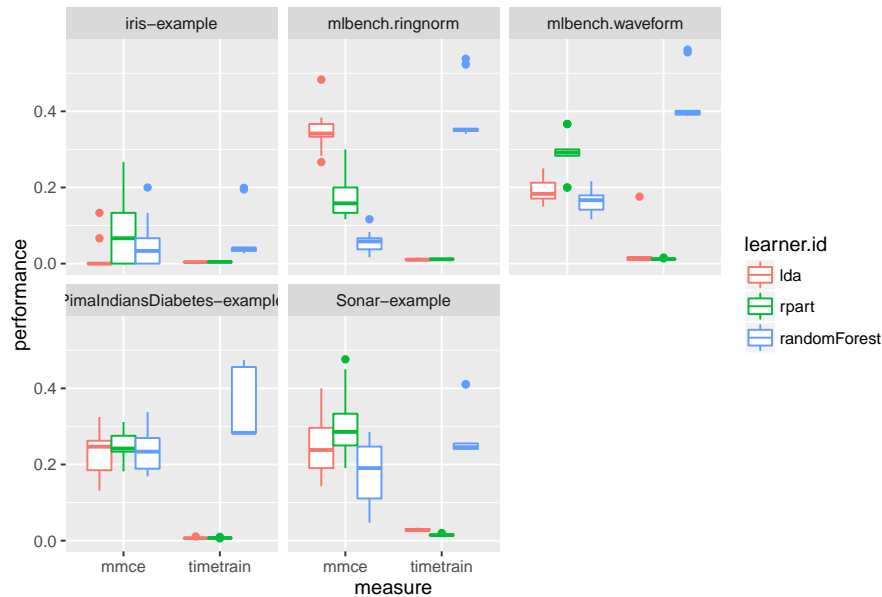 iris−example
mlbench.ringnorm
mlbench.waveform
0.4
0.2
0.0
PimaIndiansDiabetes−example
Sonar−example
0.4
0.2
0.0
mmce
timetrain
mmce
timetrain
measure
performance
learner.id
lda
rpart
randomForest